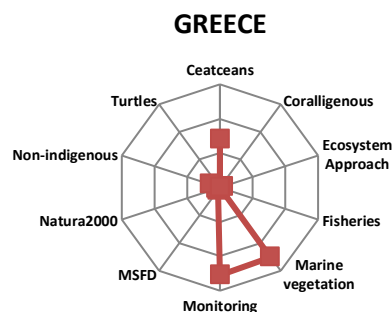 GREECE
Ceatceans
Turtles
Coralligenous
Non-indigenous
Ecosystem
Approach
Natura2000
Fisheries
MSFD
Marine
vegetation
Monitoring